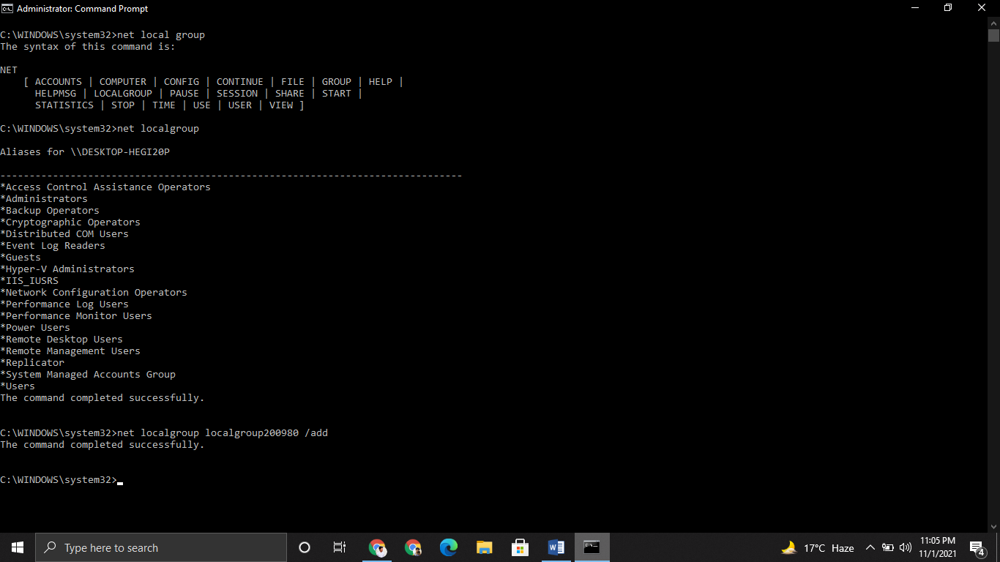 Administrator: Command Prompt
C:\WINDOWS\system32>net local group
The syntax of this command is:
NET
    [ ACCOUNTS | COMPUTER | CONFIG | CONTINUE | FILE | GROUP | HELP |
      HELPMSG | LOCALGROUP | PAUSE | SESSION | SHARE | START |
      STATISTICS | STOP | TIME | USE | USER | VIEW ]
C:\WINDOWS\system32>net localgroup
Aliases for \\DESKTOP-HEGI20P
-------------------------------------------------------------------------------
*Access Control Assistance Operators
*Administrators
*Backup Operators
*Cryptographic Operators
*Distributed COM Users
*Event Log Readers
*Guests
*Hyper-V Administrators
*IIS_IUSRS
*Network Configuration Operators
*Performance Log Users
*Performance Monitor Users
*Power Users
*Remote Desktop Users
*Remote Management Users
*Replicator
*System Managed Accounts Group
*Users
The command completed successfully.
C:\WINDOWS\system32>net localgroup localgroup200980 /add
The command completed successfully.
C:\WINDOWS\system32>
Type here to search
17°C Haze
11:05 PM
11/1/2021
4